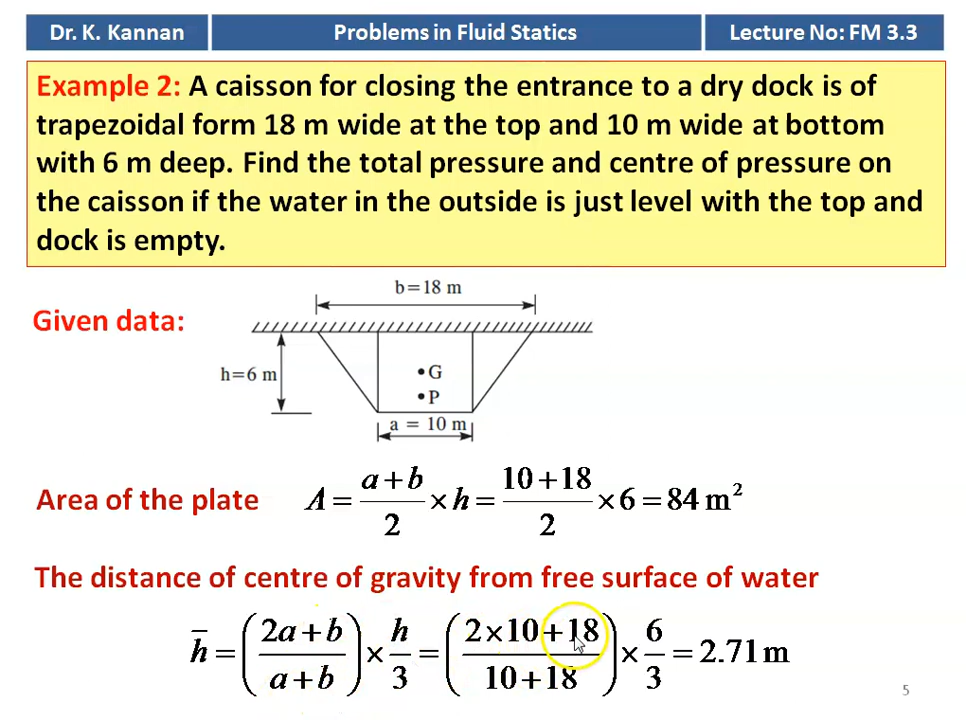 Dr. K. Kannan
Problems in Fluid Statics
Lecture No: FM 3.3
Example 2: A caisson for closing the entrance to a dry dock is of
trapezoidal form 18 m wide at the top and 10 m wide at bottom
with 6 m deep. Find the total pressure and centre of pressure on
the caisson if the water in the outside is just level with the top and
dock is empty.
b=18 m
Given data:
h=6 m
G
P
a = 10 m
Area of the plate A = (a+b)/2 × h = (10+18)/2 × 6 = 84 m²
The distance of centre of gravity from free surface of water
h̅ = ((2a+b)/(a+b)) × h/3 = ((2×10+18)/(10+18)) × 6/3 = 2.71 m
5